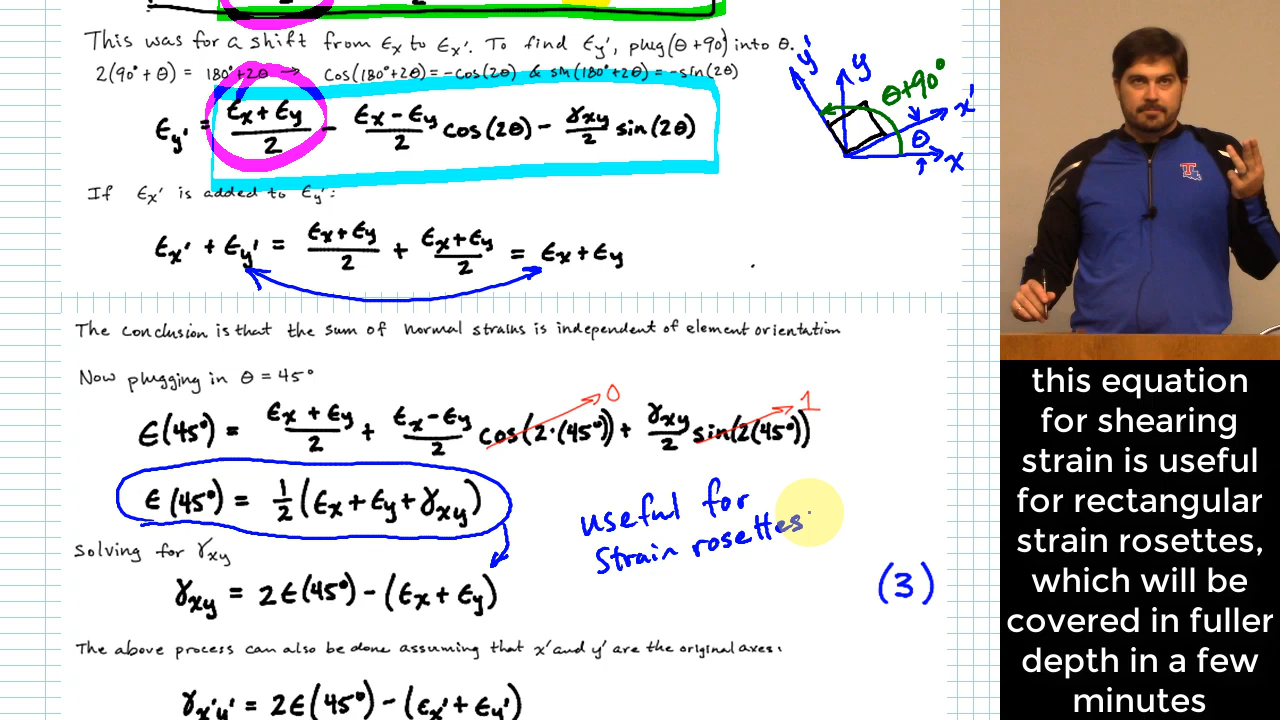 This was for a shift from ϵx to ϵx'. To find ϵy', plug (θ+90°) into θ.
2(90°+θ) = 180°+2θ → cos(180°+2θ) = -cos(2θ) & sin(180°+2θ) = -sin(2θ)
ϵy' = (ϵx+ϵy)/2 - (ϵx-ϵy)/2 cos(2θ) - γxy/2 sin(2θ)
y' y θ+90° x' θ x
If ϵx' is added to ϵy':
ϵx' + ϵy' = (ϵx+ϵy)/2 + (ϵx+ϵy)/2 = ϵx+ϵy
The conclusion is that the sum of normal strains is independent of element orientation
Now plugging in θ = 45°
ϵ(45°) = (ϵx+ϵy)/2 + (ϵx-ϵy)/2 cos(2·(45°)) + γxy/2 sin(2(45°))
0 1
ϵ(45°) = 1/2 (ϵx+ϵy+γxy)
useful for
strain rosettes
Solving for γxy
γxy = 2ϵ(45°) - (ϵx+ϵy)
(3)
The above process can also be done assuming that x' and y' are the original axes:
γx'y' = 2ϵ(45°) - (ϵx'+ϵy')
this equation
for shearing
strain is useful
for rectangular
strain rosettes,
which will be
covered in fuller
depth in a few
minutes